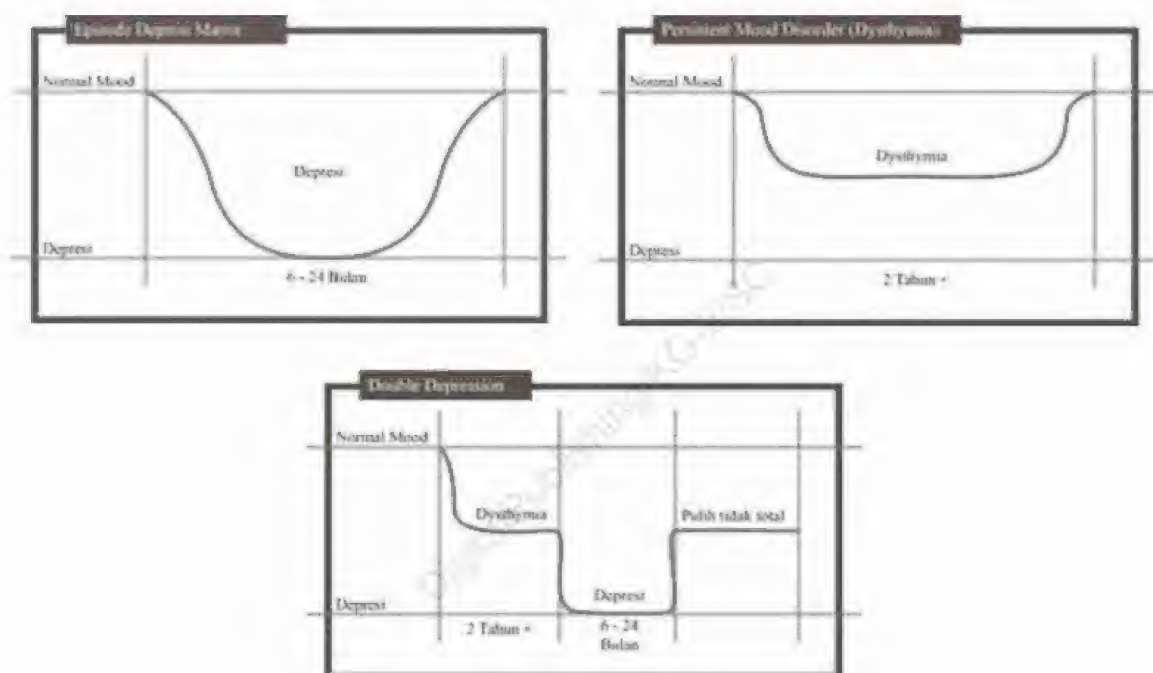 Episode Depresi Mayor
Normal Mood
Depresi
Depresi
6 - 24 Bulan
Persistent Mood Disorder (Dysthymia)
Normal Mood
Dysthymia
Depresi
2 Tahun +
Double Depression
Normal Mood
Dysthymia
Pulih tidak total
Depresi
Depresi
2 Tahun +
6 - 24
Bulan